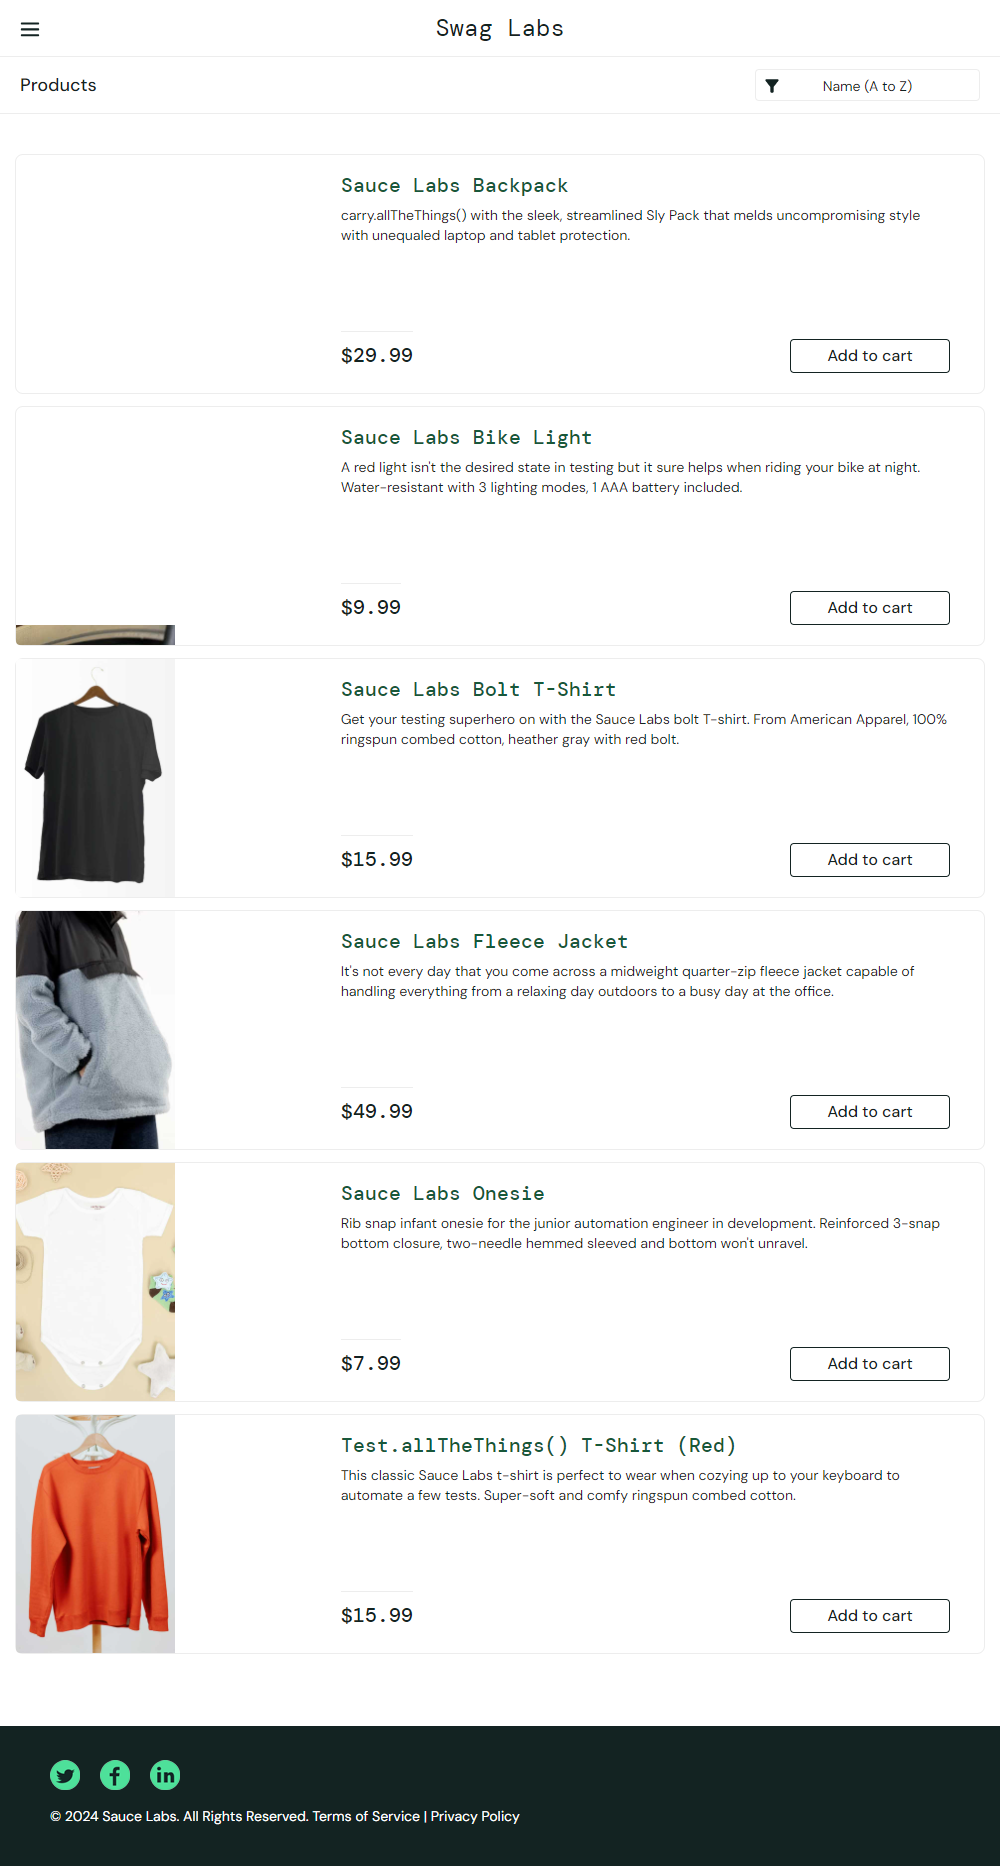 Swag Labs
Products
Name (A to Z)
Sauce Labs Backpack
carry.allTheThings() with the sleek, streamlined Sly Pack that melds uncompromising style
with unequaled laptop and tablet protection.
$29.99
Add to cart
Sauce Labs Bike Light
A red light isn't the desired state in testing but it sure helps when riding your bike at night.
Water-resistant with 3 lighting modes, 1 AAA battery included.
$9.99
Add to cart
Sauce Labs Bolt T-Shirt
Get your testing superhero on with the Sauce Labs bolt T-shirt. From American Apparel, 100%
ringspun combed cotton, heather gray with red bolt.
$15.99
Add to cart
Sauce Labs Fleece Jacket
It's not every day that you come across a midweight quarter-zip fleece jacket capable of
handling everything from a relaxing day outdoors to a busy day at the office.
$49.99
Add to cart
Sauce Labs Onesie
Rib snap infant onesie for the junior automation engineer in development. Reinforced 3-snap
bottom closure, two-needle hemmed sleeved and bottom won't unravel.
$7.99
Add to cart
Test.allTheThings() T-Shirt (Red)
This classic Sauce Labs t-shirt is perfect to wear when cozying up to your keyboard to
automate a few tests. Super-soft and comfy ringspun combed cotton.
$15.99
Add to cart
© 2024 Sauce Labs. All Rights Reserved. Terms of Service | Privacy Policy